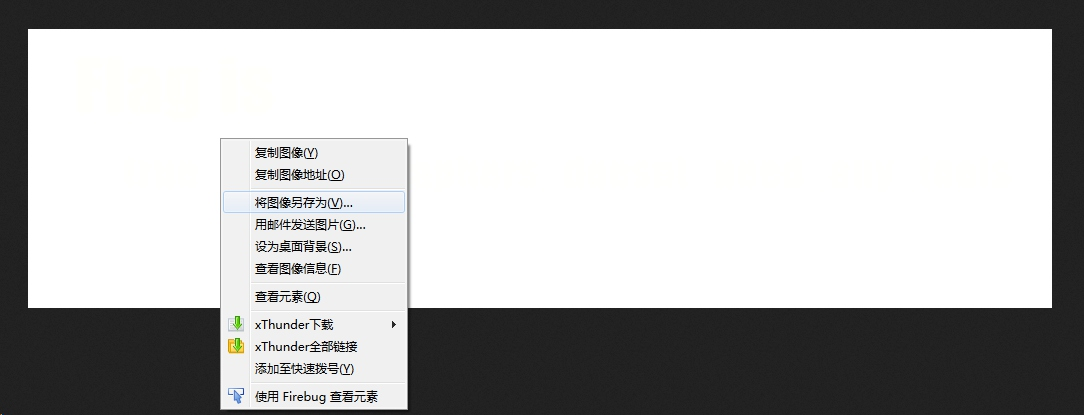 复制图像(Y)
复制图像地址(O)
将图像另存为(V)...
用邮件发送图片(G)...
设为桌面背景(S)...
查看图像信息(F)
查看元素(Q)
xThunder下载
xThunder全部链接
添加至快速拨号(Y)
使用 Firebug 查看元素